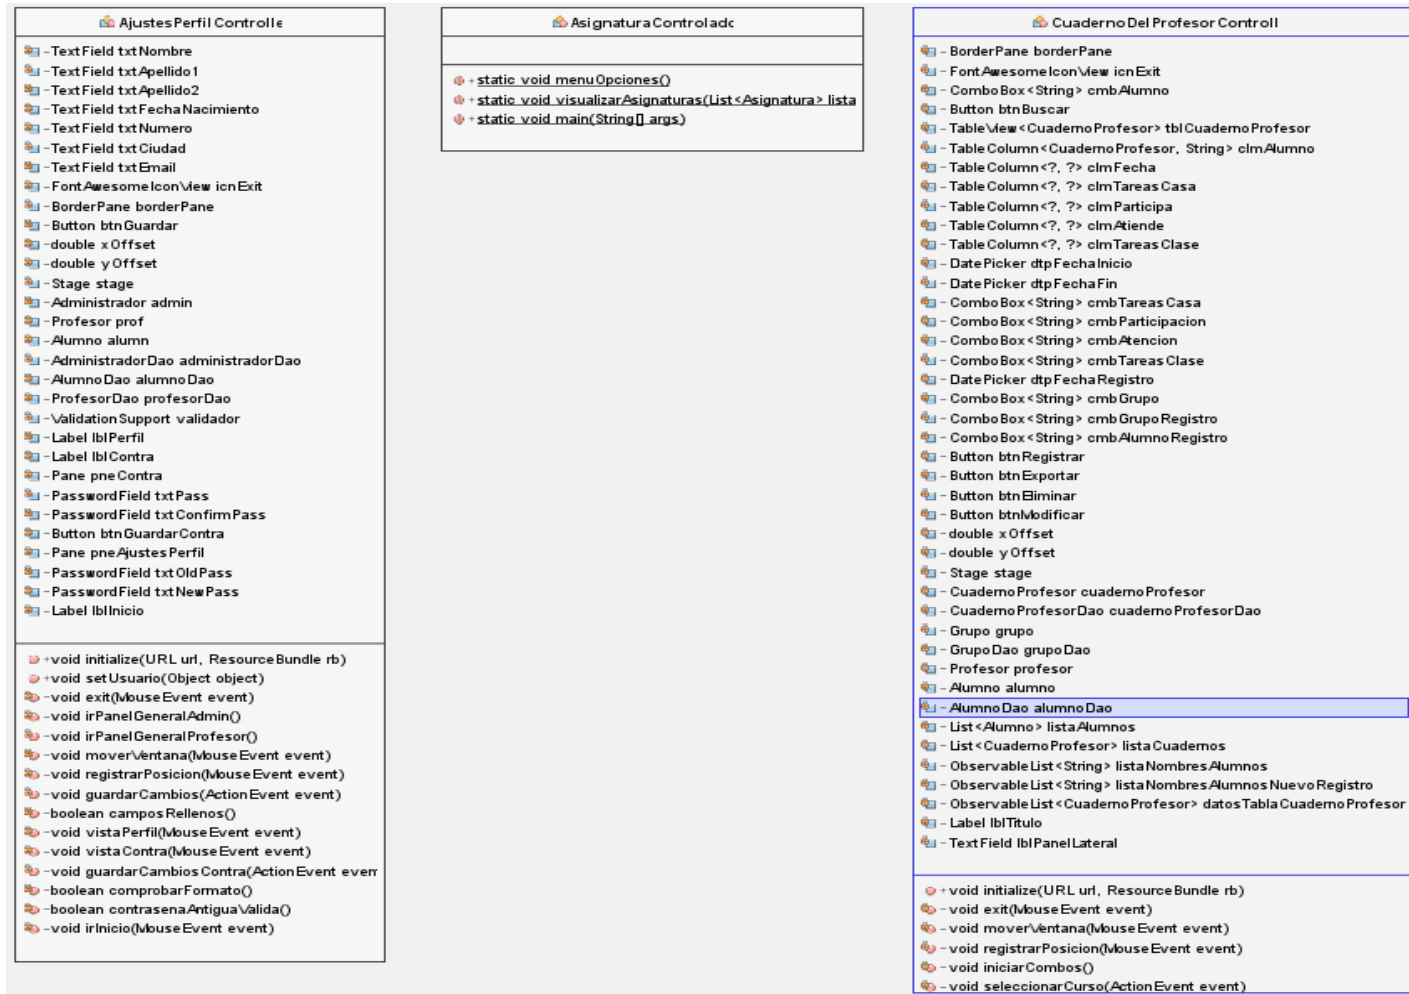 AjustesPerfilControlle
-TextField txtNombre
-TextField txtApellido1
-TextField txtApellido2
-TextField txtFechaNacimiento
-TextField txtNumero
-TextField txtCiudad
-TextField txtEmail
-FontAwesomeIconView icnExit
-BorderPane borderPane
-Button btnGuardar
-double xOffset
-double yOffset
-Stage stage
-Administrador admin
-Profesor prof
-Alumno alumn
-AdministradorDao administradorDao
-AlumnoDao alumnoDao
-ProfesorDao profesorDao
-ValidationSupport validador
-Label lblPerfil
-Label lblContra
-Pane pneContra
-PasswordField txtPass
-PasswordField txtConfirmPass
-Button btnGuardarContra
-Pane pneAjustesPerfil
-PasswordField txtOldPass
-PasswordField txtNewPass
-Label lblInicio
+void initialize(URL url, ResourceBundle rb)
+void setUsuario(Object object)
-void exit(MouseEvent event)
-void irPanelGeneralAdmin()
-void irPanelGeneralProfesor()
-void moverVentana(MouseEvent event)
-void registrarPosicion(MouseEvent event)
-void guardarCambios(ActionEvent event)
-boolean camposRellenos()
-void vistaPerfil(MouseEvent event)
-void vistaContra(MouseEvent event)
-void guardarCambiosContra(ActionEvent even
-boolean comprobarFormato()
-boolean contrasenaAntiguaValida()
-void irInicio(MouseEvent event)
AsignaturaControlado
+static void menuOpciones()
+static void visualizarAsignaturas(List<Asignatura> lista
+static void main(String[] args)
CuadernoDelProfesorControll
-BorderPane borderPane
-FontAwesomeIconView icnExit
-ComboBox<String> cmbAlumno
-Button btnBuscar
-TableView<CuadernoProfesor> tblCuadernoProfesor
-TableColumn<CuadernoProfesor, String> clmAlumno
-TableColumn<?, ?> clmFecha
-TableColumn<?, ?> clmTareasCasa
-TableColumn<?, ?> clmParticipa
-TableColumn<?, ?> clmAtiende
-TableColumn<?, ?> clmTareasClase
-DatePicker dtpFechaInicio
-DatePicker dtpFechaFin
-ComboBox<String> cmbTareasCasa
-ComboBox<String> cmbParticipacion
-ComboBox<String> cmbAtencion
-ComboBox<String> cmbTareasClase
-DatePicker dtpFechaRegistro
-ComboBox<String> cmbGrupo
-ComboBox<String> cmbGrupoRegistro
-ComboBox<String> cmbAlumnoRegistro
-Button btnRegistrar
-Button btnExportar
-Button btnEliminar
-Button btnModificar
-double xOffset
-double yOffset
-Stage stage
-CuadernoProfesor cuadernoProfesor
-CuadernoProfesorDao cuadernoProfesorDao
-Grupo grupo
-GrupoDao grupoDao
-Profesor profesor
-Alumno alumno
-AlumnoDao alumnoDao
-List<Alumno> listaAlumnos
-List<CuadernoProfesor> listaCuadernos
-ObservableList<String> listaNombresAlumnos
-ObservableList<String> listaNombresAlumnosNuevoRegistro
-ObservableList<CuadernoProfesor> datosTablaCuadernoProfesor
-Label lblTitulo
-TextField lblPanelLateral
+void initialize(URL url, ResourceBundle rb)
-void exit(MouseEvent event)
-void moverVentana(MouseEvent event)
-void registrarPosicion(MouseEvent event)
-void iniciarCombos()
-void seleccionarCurso(ActionEvent event)